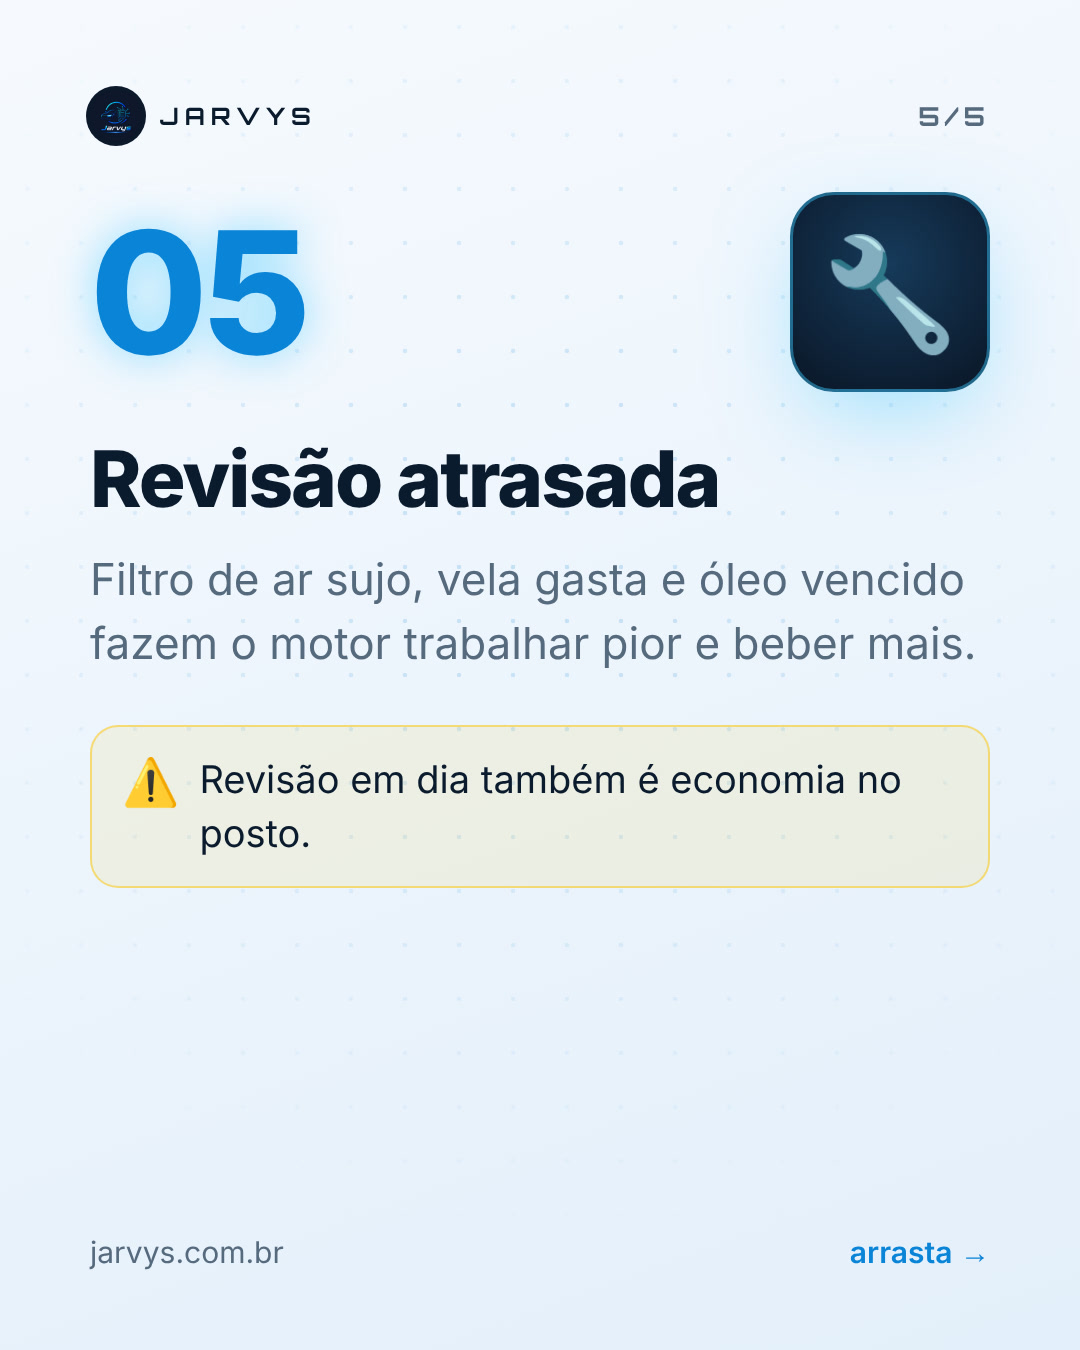 Jarvys
JARVYS
5/5
05
Revisão atrasada
Filtro de ar sujo, vela gasta e óleo vencido
fazem o motor trabalhar pior e beber mais.
Revisão em dia também é economia no
posto.
jarvys.com.br
arrasta →